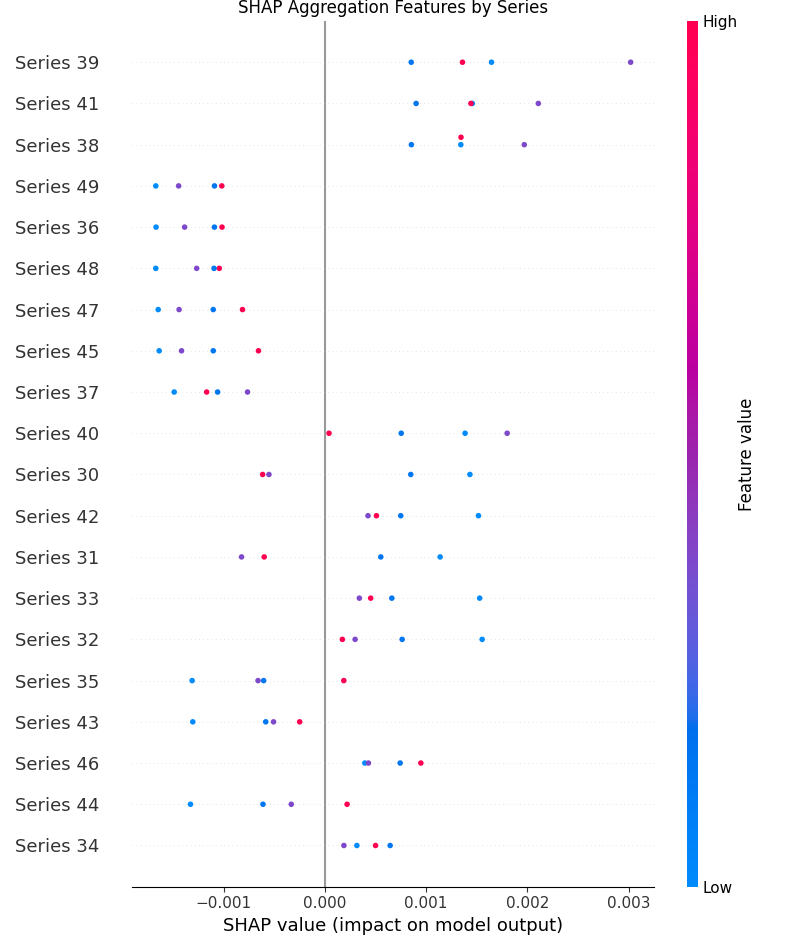 SHAP Aggregation Features by Series
High
Series 39
Series 41
Series 38
Series 49
Series 36
Series 48
Series 47
Series 45
Series 37
Series 40
Series 30
Series 42
Series 31
Series 33
Series 32
Series 35
Series 43
Series 46
Series 44
Series 34
Feature value
Low
−0.001 0.000 0.001 0.002 0.003
SHAP value (impact on model output)